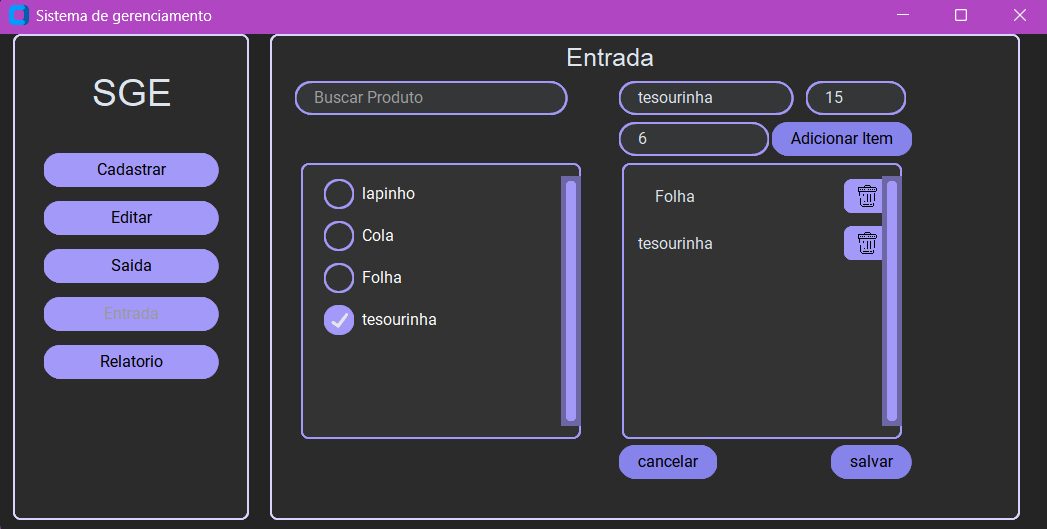 Sistema de gerenciamento
SGE
Cadastrar
Editar
Saida
Entrada
Relatorio
Entrada
Buscar Produto
tesourinha
15
6
Adicionar Item
lapinho
Cola
Folha
tesourinha
Folha
tesourinha
cancelar
salvar